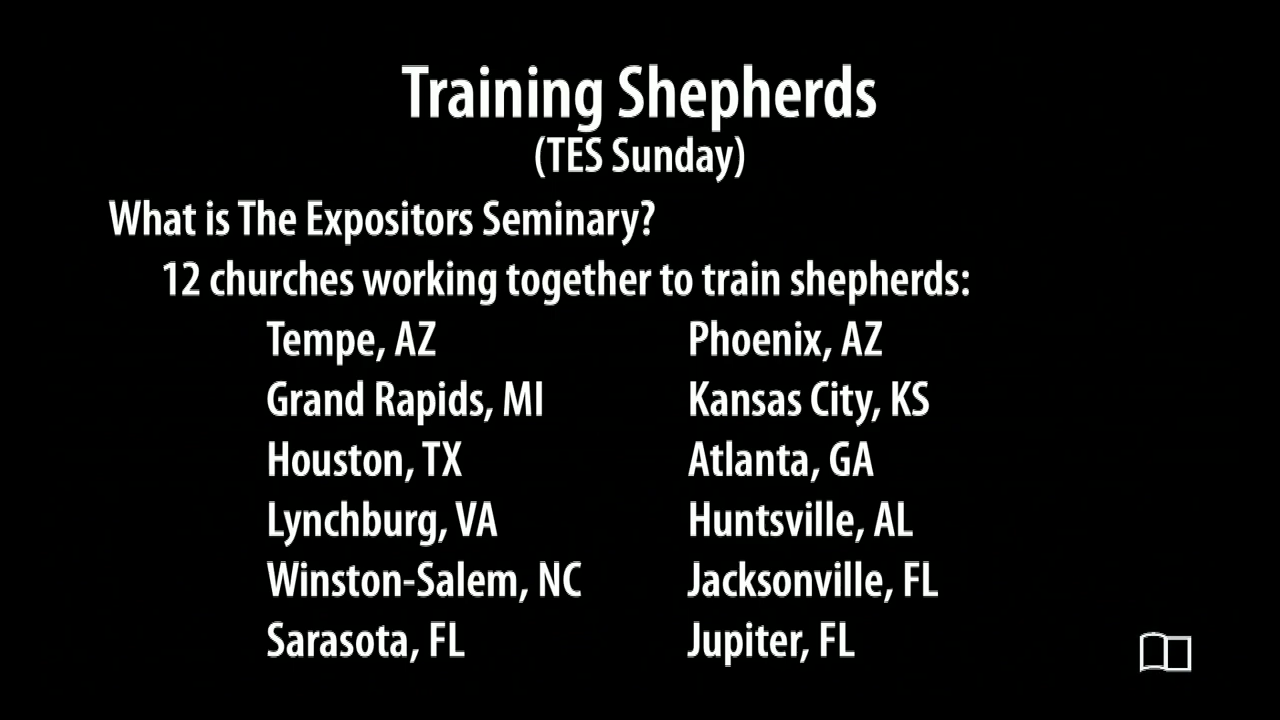 Training Shepherds
(TES Sunday)
What is The Expositors Seminary?
12 churches working together to train shepherds:
Tempe, AZ Phoenix, AZ
Grand Rapids, MI Kansas City, KS
Houston, TX Atlanta, GA
Lynchburg, VA Huntsville, AL
Winston-Salem, NC Jacksonville, FL
Sarasota, FL Jupiter, FL